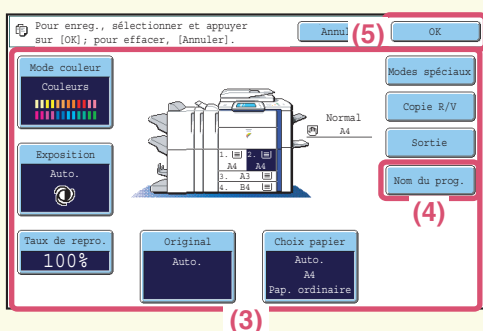 Pour enreg., sélectionner et appuyer
sur [OK]; pour effacer, [Annuler].
(5)
OK
Mode couleur
Couleurs
Modes spéciaux
Copie R/V
Normal
A4
Exposition
Auto.
Sortie
1. 2.
A4 A4
3. A3
4. B4
Nom du prog.
(4)
Taux de repro.
100%
Original
Auto.
Choix papier
Auto.
A4
Pap. ordinaire
(3)